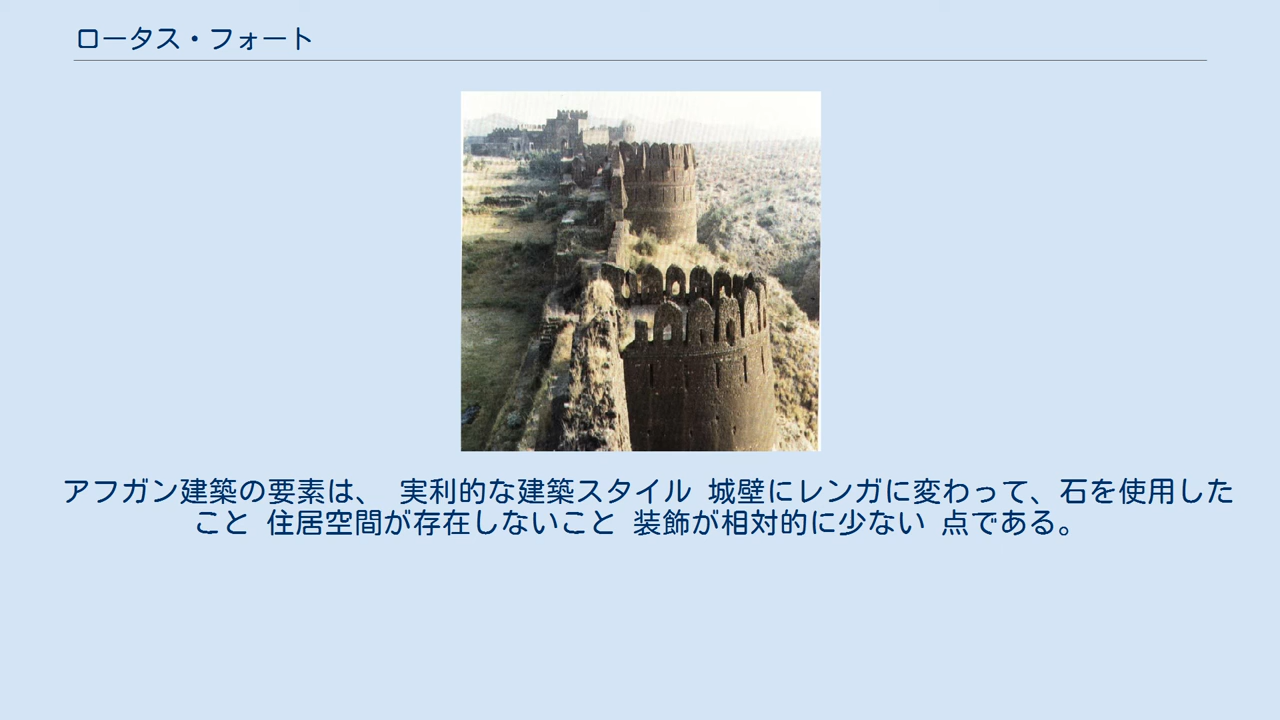 ロータス・フォート
アフガン建築の要素は、 実利的な建築スタイル 城壁にレンガに変わって、石を使用した
こと 住居空間が存在しないこと 装飾が相対的に少ない 点である。